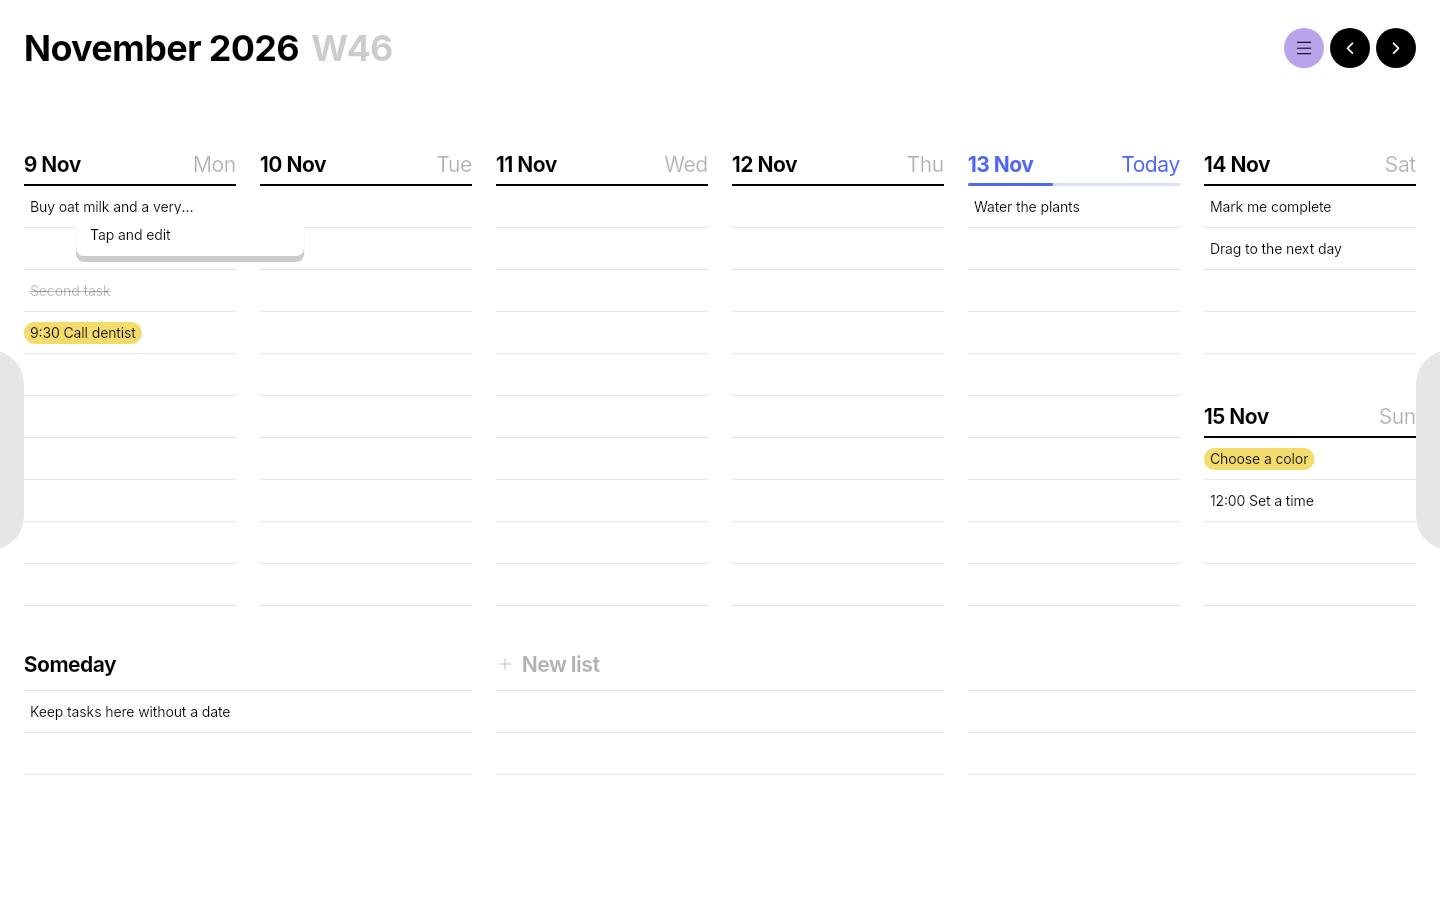 November 2026 W46
9 Nov Mon
Buy oat milk and a very...
Tap and edit
Second task
9:30 Call dentist
10 Nov Tue
11 Nov Wed
12 Nov Thu
13 Nov Today
Water the plants
14 Nov Sat
Mark me complete
Drag to the next day
15 Nov Sun
Choose a color
12:00 Set a time
Someday
Keep tasks here without a date
+ New list